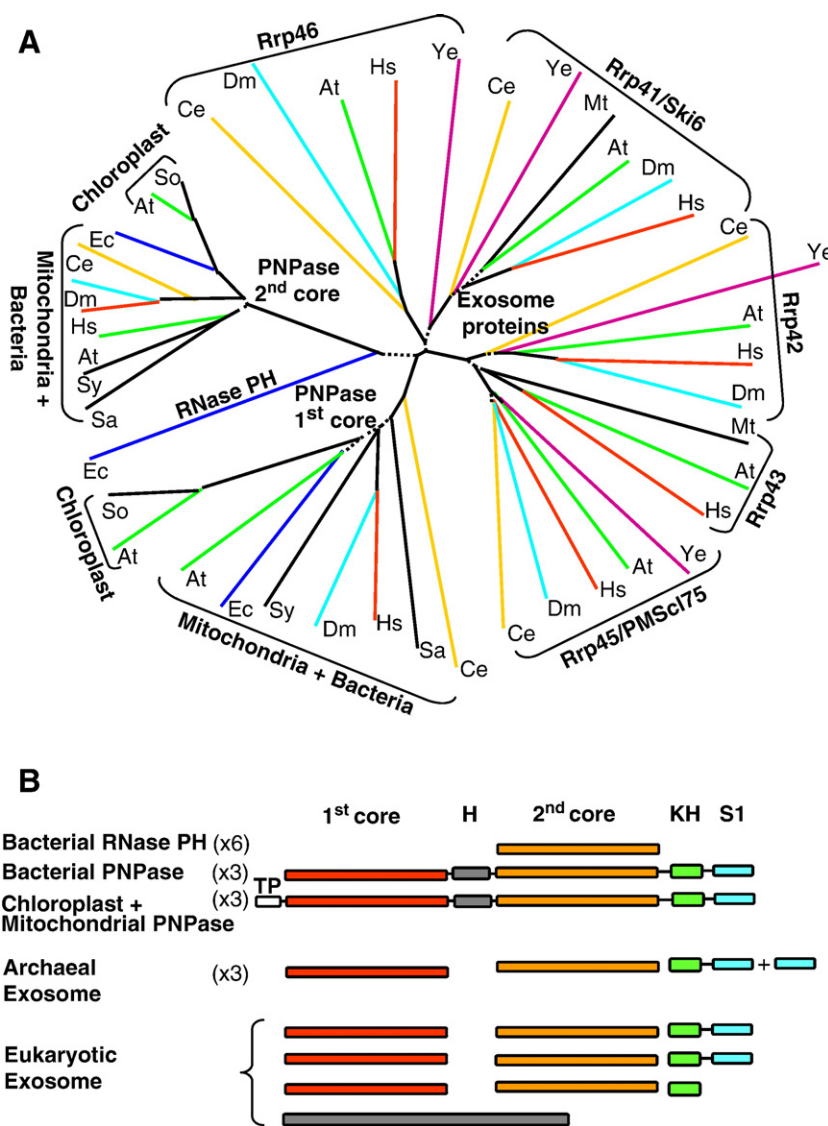 A
Rrp46
Ce
Dm
At
Hs
Ye
Rrp41/Ski6
Ce
Ye
Mt
At
Dm
Hs
Rrp42
Ce
Ye
At
Hs
Dm
Rrp43
Mt
At
Hs
Rrp45/PMScl75
Ye
At
Hs
Dm
Ce
Exosome
proteins
Chloroplast
So
At
Mitochondria +
Bacteria
Ec
Ce
Dm
Hs
At
Sy
Sa
PNPase
2nd core
RNase PH
Ec
PNPase
1st core
Chloroplast
So
At
Mitochondria + Bacteria
At
Ec
Sy
Dm
Hs
Sa
Ce
B
1st core H 2nd core KH S1
Bacterial RNase PH (x6)
Bacterial PNPase (x3)
TP
Chloroplast + (x3)
Mitochondrial PNPase
Archaeal (x3) +
Exosome
Eukaryotic
Exosome